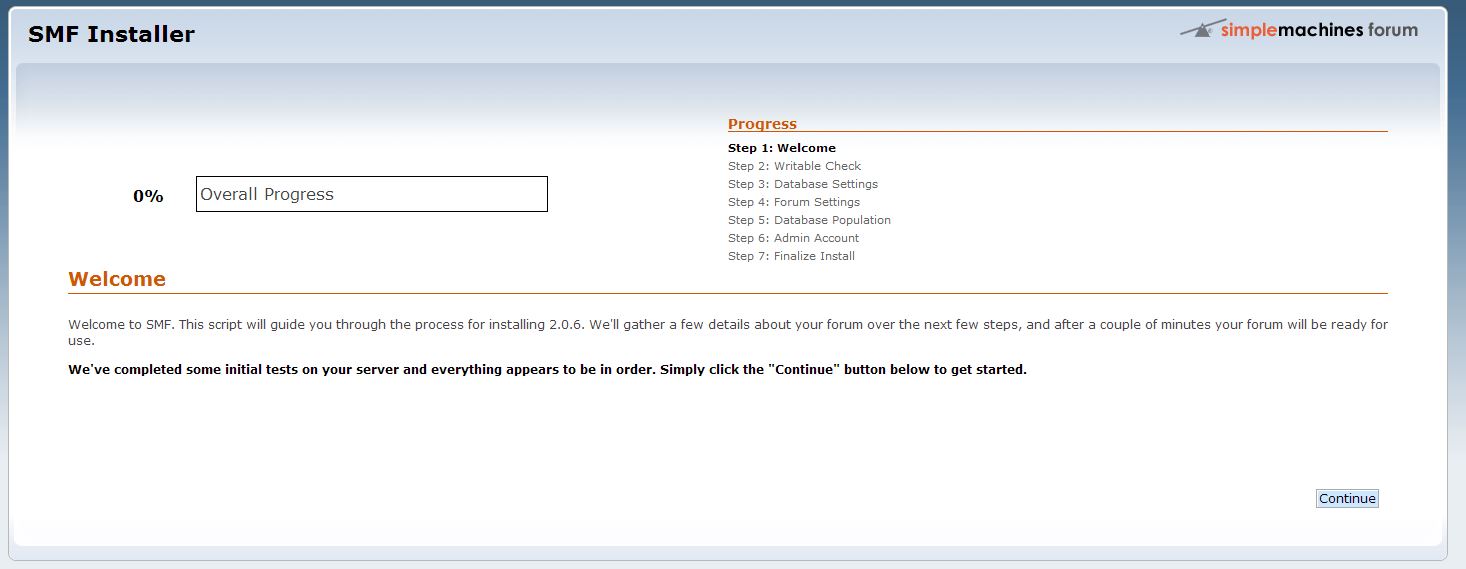 SMF Installer
simplemachines forum
Progress
Step 1: Welcome
Step 2: Writable Check
Step 3: Database Settings
Step 4: Forum Settings
Step 5: Database Population
Step 6: Admin Account
Step 7: Finalize Install
0%
Overall Progress
Welcome
Welcome to SMF. This script will guide you through the process for installing 2.0.6. We'll gather a few details about your forum over the next few steps, and after a couple of minutes your forum will be ready for
use.
We've completed some initial tests on your server and everything appears to be in order. Simply click the "Continue" button below to get started.
Continue